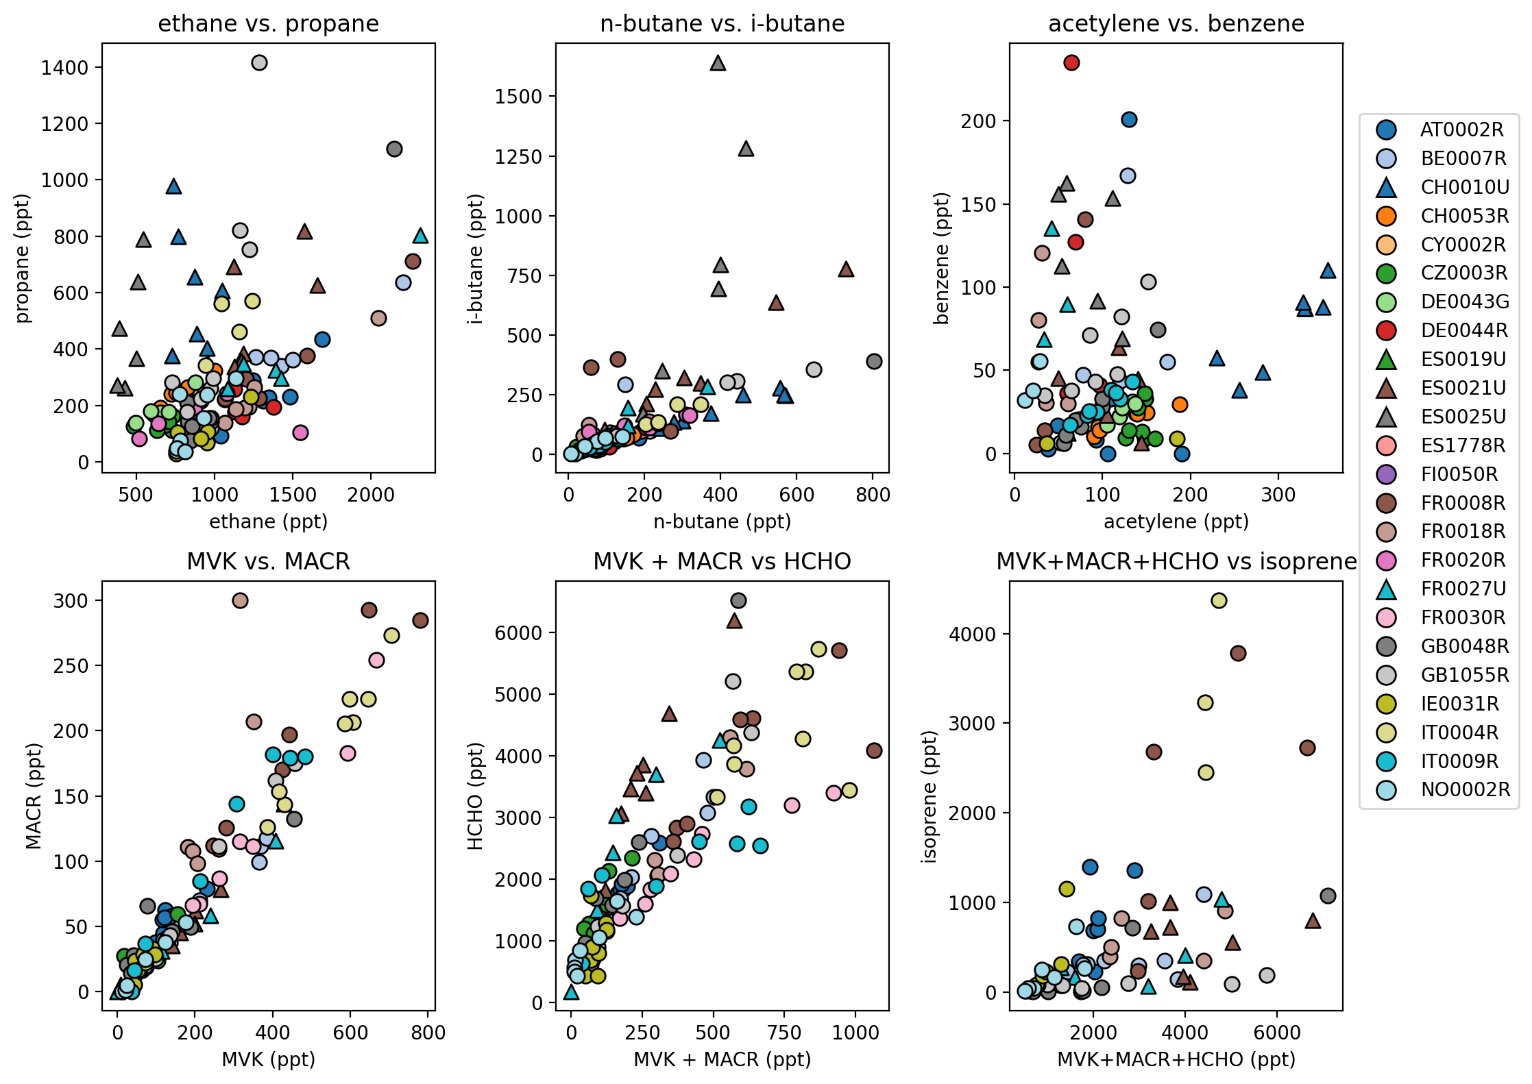 ethane vs. propane
1400
1200
1000
800
600
400
200
0
propane (ppt)
500 1000 1500 2000
ethane (ppt)
n-butane vs. i-butane
1500
1250
1000
750
500
250
0
i-butane (ppt)
0 200 400 600 800
n-butane (ppt)
acetylene vs. benzene
200
150
100
50
0
benzene (ppt)
0 100 200 300
acetylene (ppt)
MVK vs. MACR
300
250
200
150
100
50
0
MACR (ppt)
0 200 400 600 800
MVK (ppt)
MVK + MACR vs HCHO
6000
5000
4000
3000
2000
1000
0
HCHO (ppt)
0 250 500 750 1000
MVK + MACR (ppt)
MVK+MACR+HCHO vs isoprene
4000
3000
2000
1000
0
isoprene (ppt)
2000 4000 6000
MVK+MACR+HCHO (ppt)
AT0002R
BE0007R
CH0010U
CH0053R
CY0002R
CZ0003R
DE0043G
DE0044R
ES0019U
ES0021U
ES0025U
ES1778R
FI0050R
FR0008R
FR0018R
FR0020R
FR0027U
FR0030R
GB0048R
GB1055R
IE0031R
IT0004R
IT0009R
NO0002R